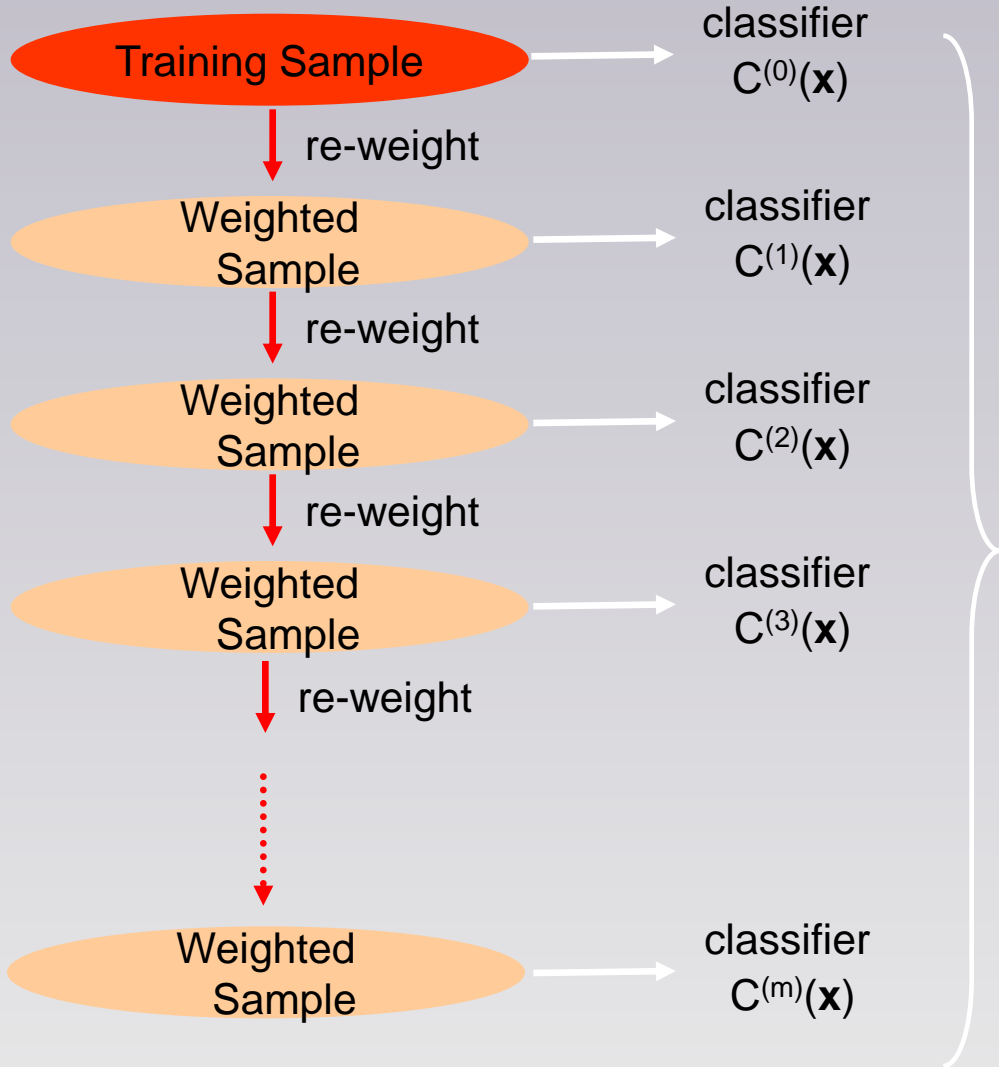 Training Sample
classifier
C⁽⁰⁾(x)
re-weight
Weighted
Sample
classifier
C⁽¹⁾(x)
re-weight
Weighted
Sample
classifier
C⁽²⁾(x)
re-weight
Weighted
Sample
classifier
C⁽³⁾(x)
re-weight
Weighted
Sample
classifier
C⁽ᵐ⁾(x)